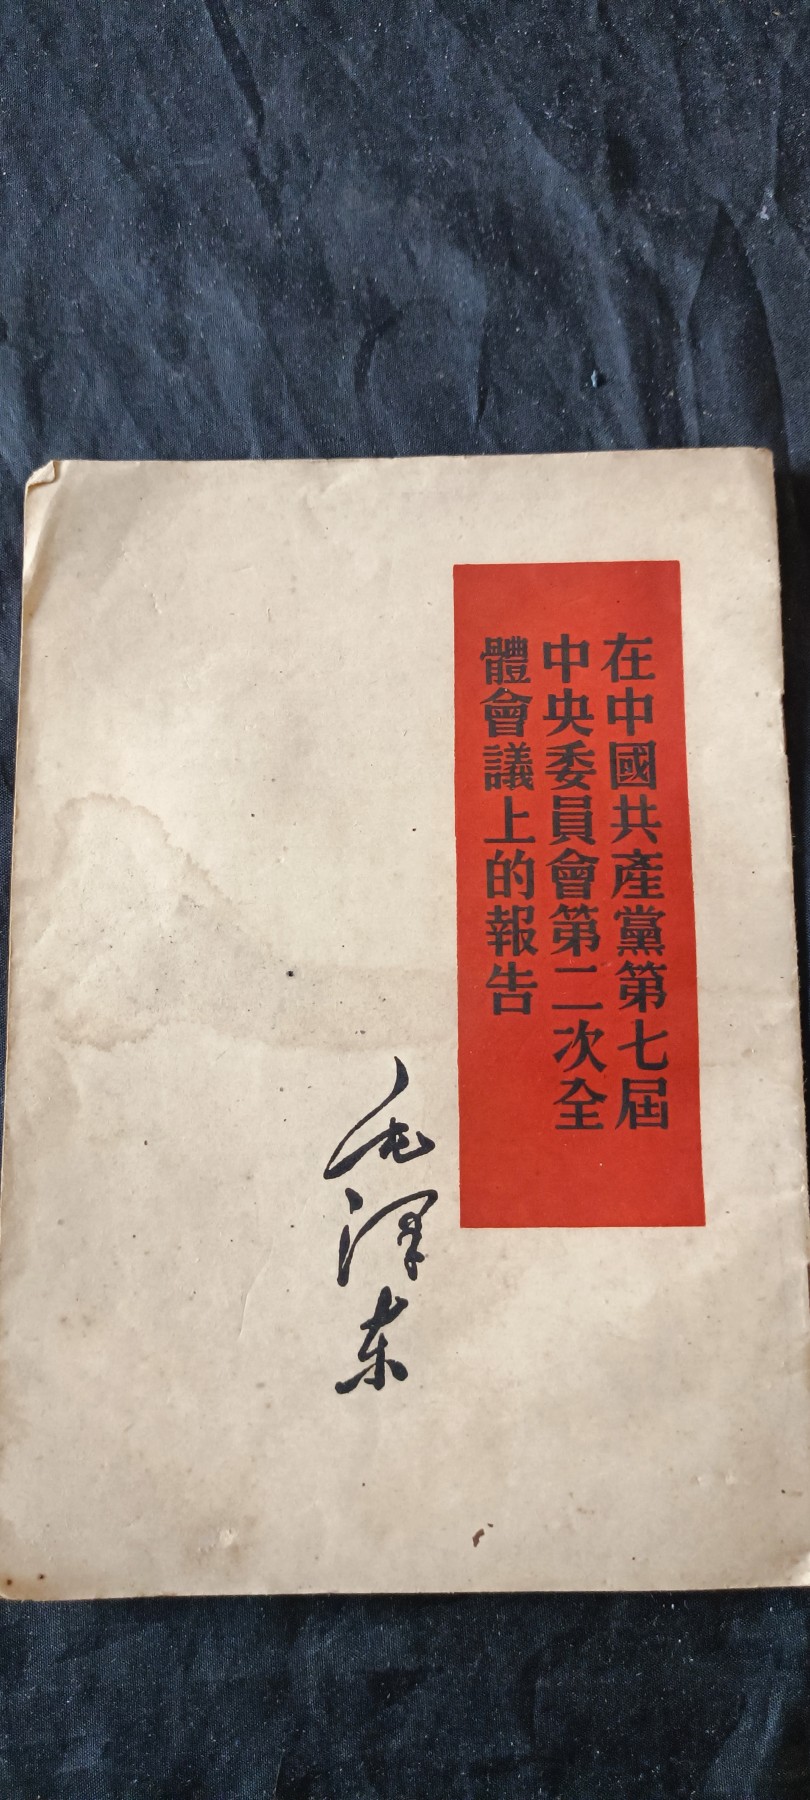 在中國共產黨第七屆
中央委員會第二次全
體會議上的報告
毛澤东